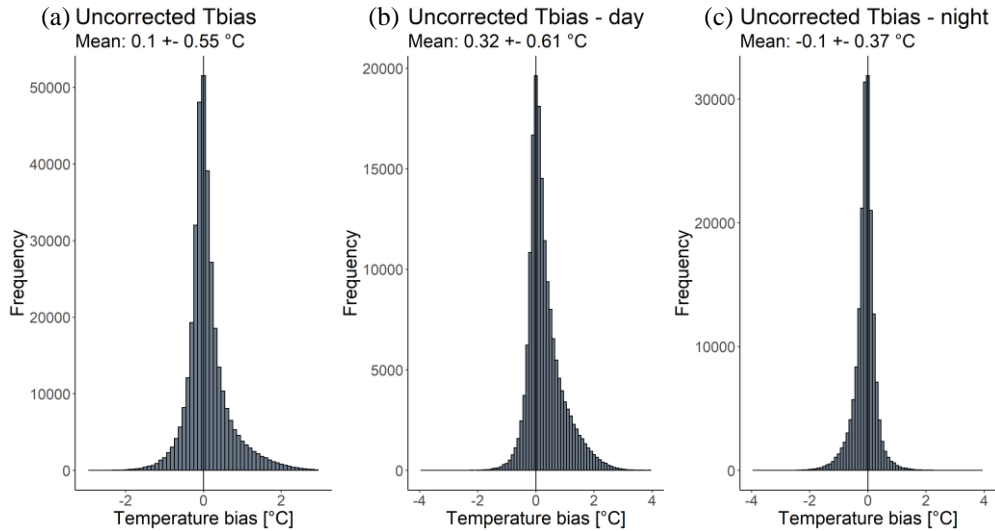 (a) Uncorrected Tbias
Mean: 0.1 +- 0.55 °C
50000
40000
30000
20000
10000
0
Frequency
-2
0
2
Temperature bias [°C]
(b) Uncorrected Tbias - day
Mean: 0.32 +- 0.61 °C
20000
15000
10000
5000
0
Frequency
-4
-2
0
2
4
Temperature bias [°C]
(c) Uncorrected Tbias - night
Mean: -0.1 +- 0.37 °C
30000
20000
10000
0
Frequency
-4
-2
0
2
4
Temperature bias [°C]